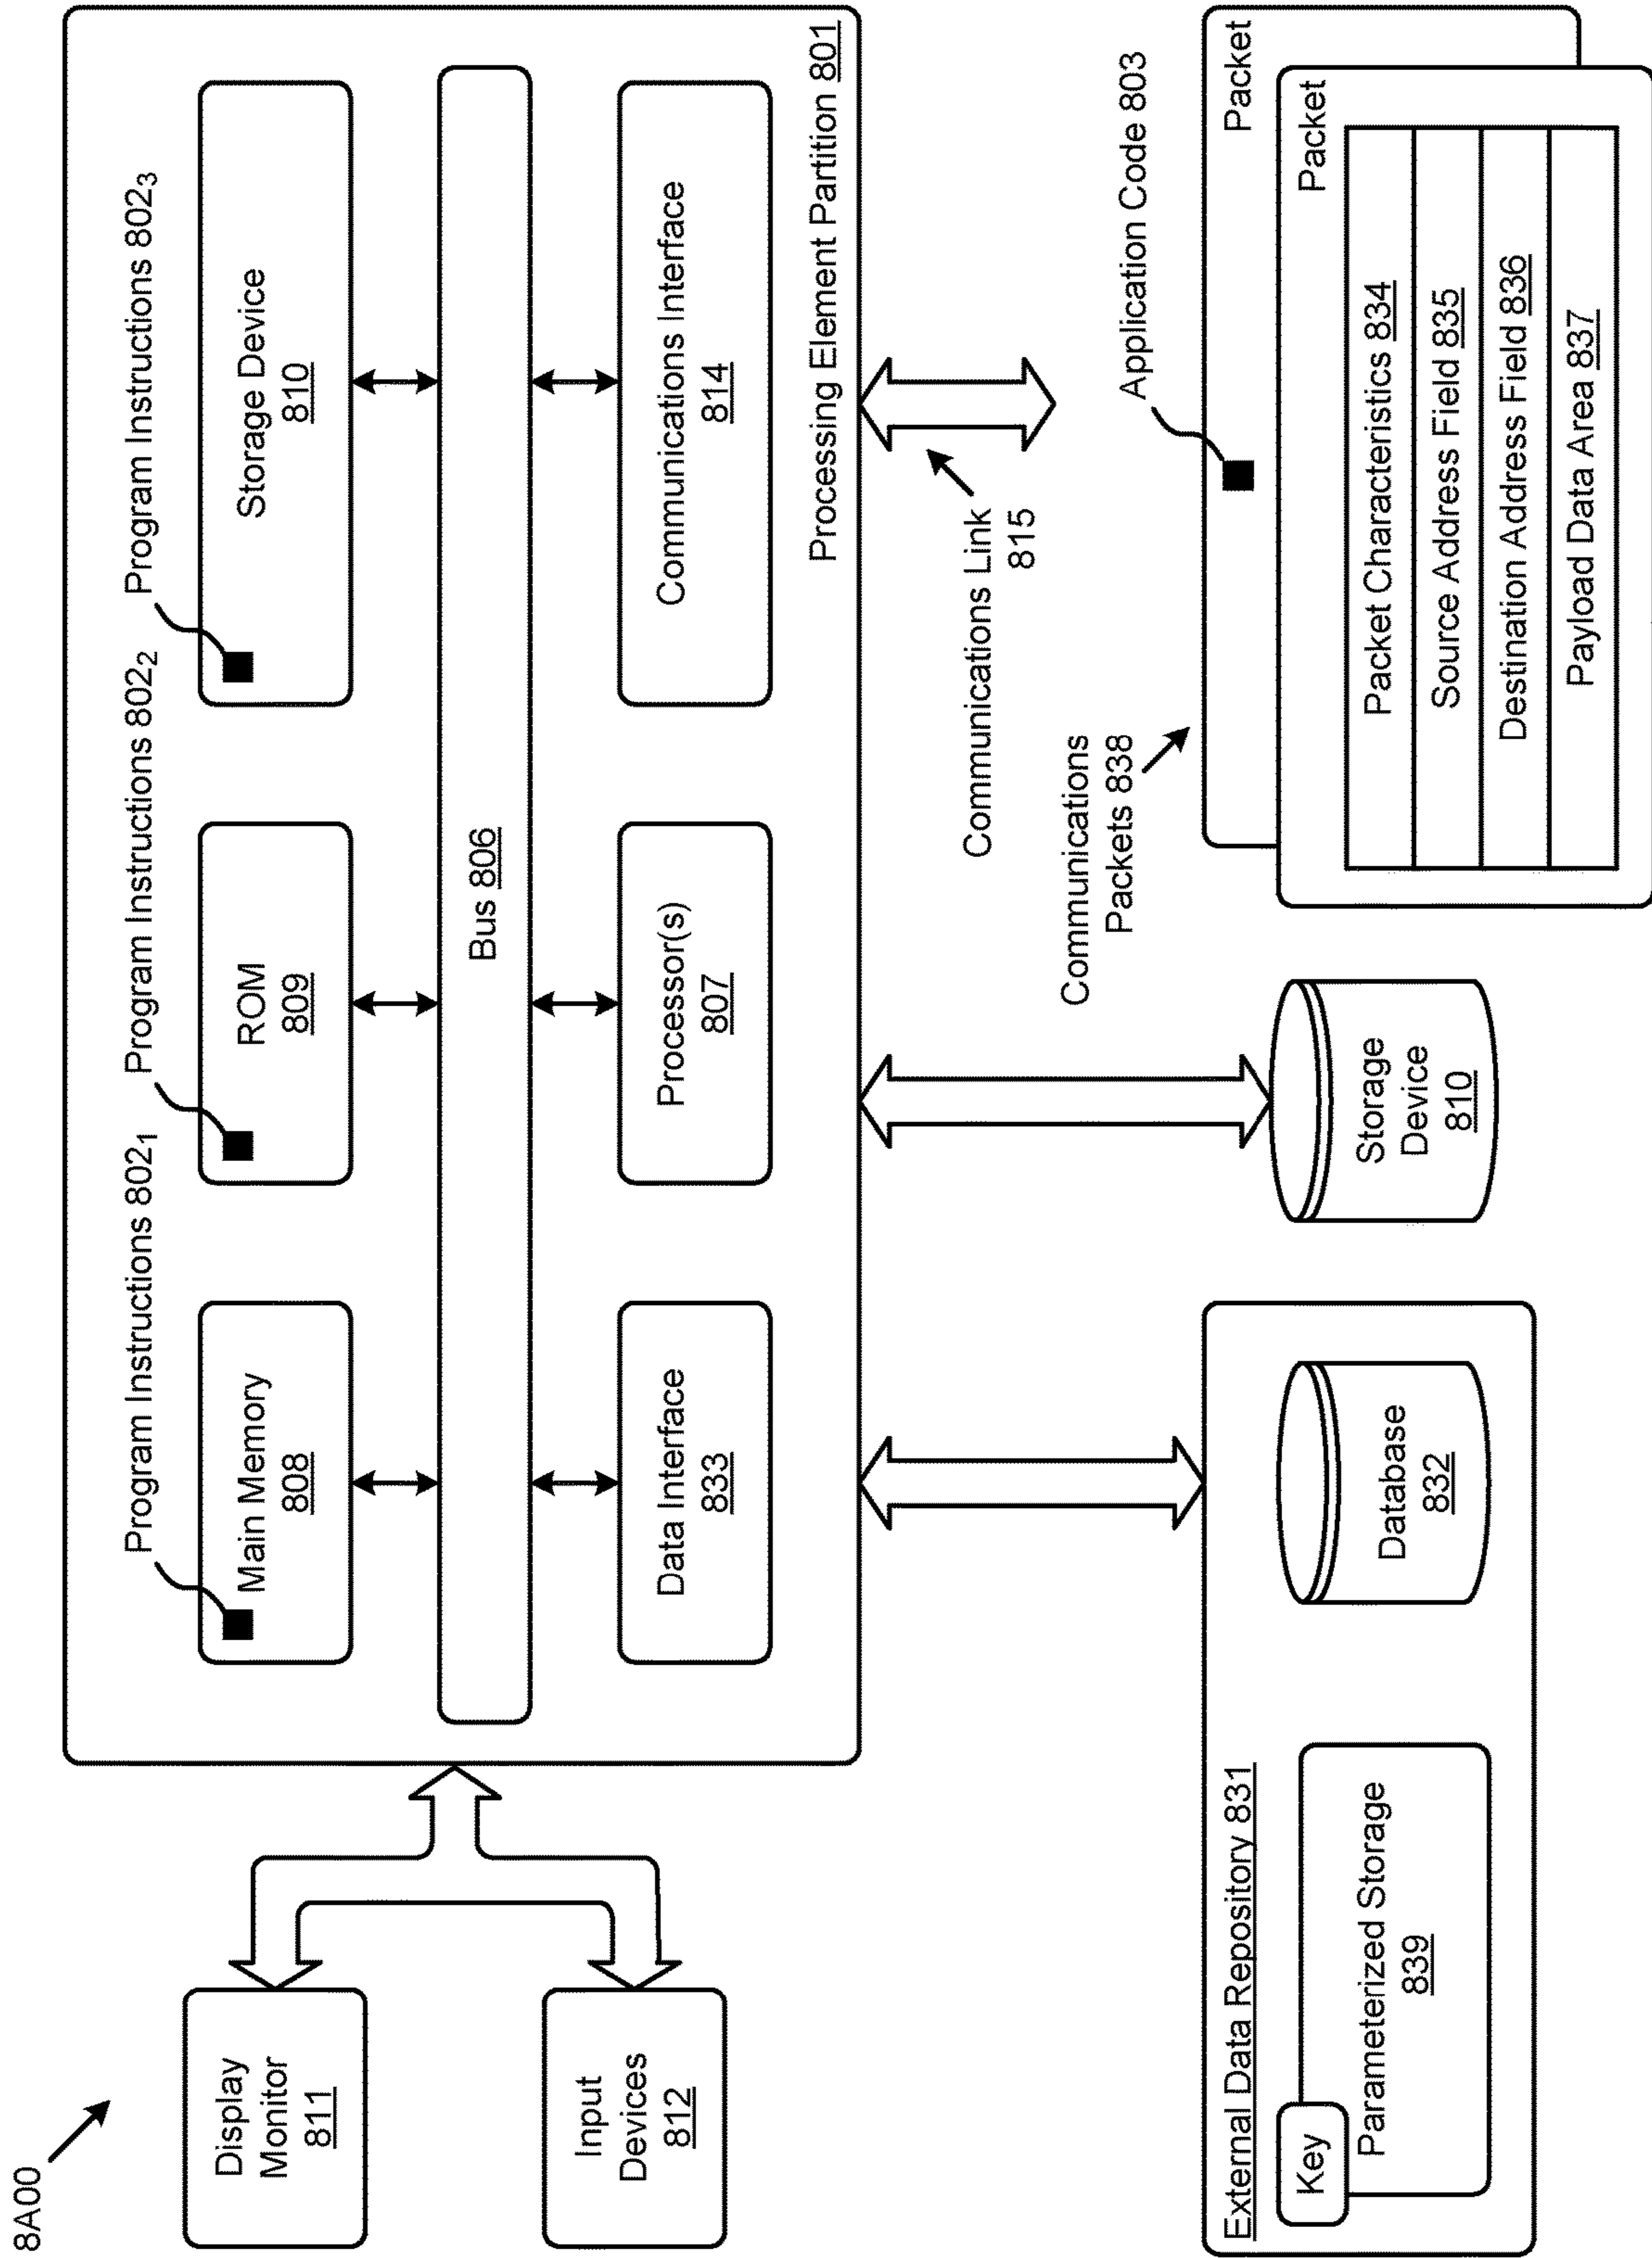 8A00
Program Instructions 802₁
Program Instructions 802₂
Program Instructions 802₃
Display
Monitor
811
Input
Devices
812
Main Memory
808
ROM
809
Storage Device
810
Bus 806
Data Interface
833
Processor(s)
807
Communications Interface
814
Processing Element Partition 801
Communications Link
815
External Data Repository 831
Key
Parameterized Storage
839
Database
832
Storage
Device
810
Communications
Packets 838
Application Code 803
Packet
Packet
Packet Characteristics 834
Source Address Field 835
Destination Address Field 836
Payload Data Area 837